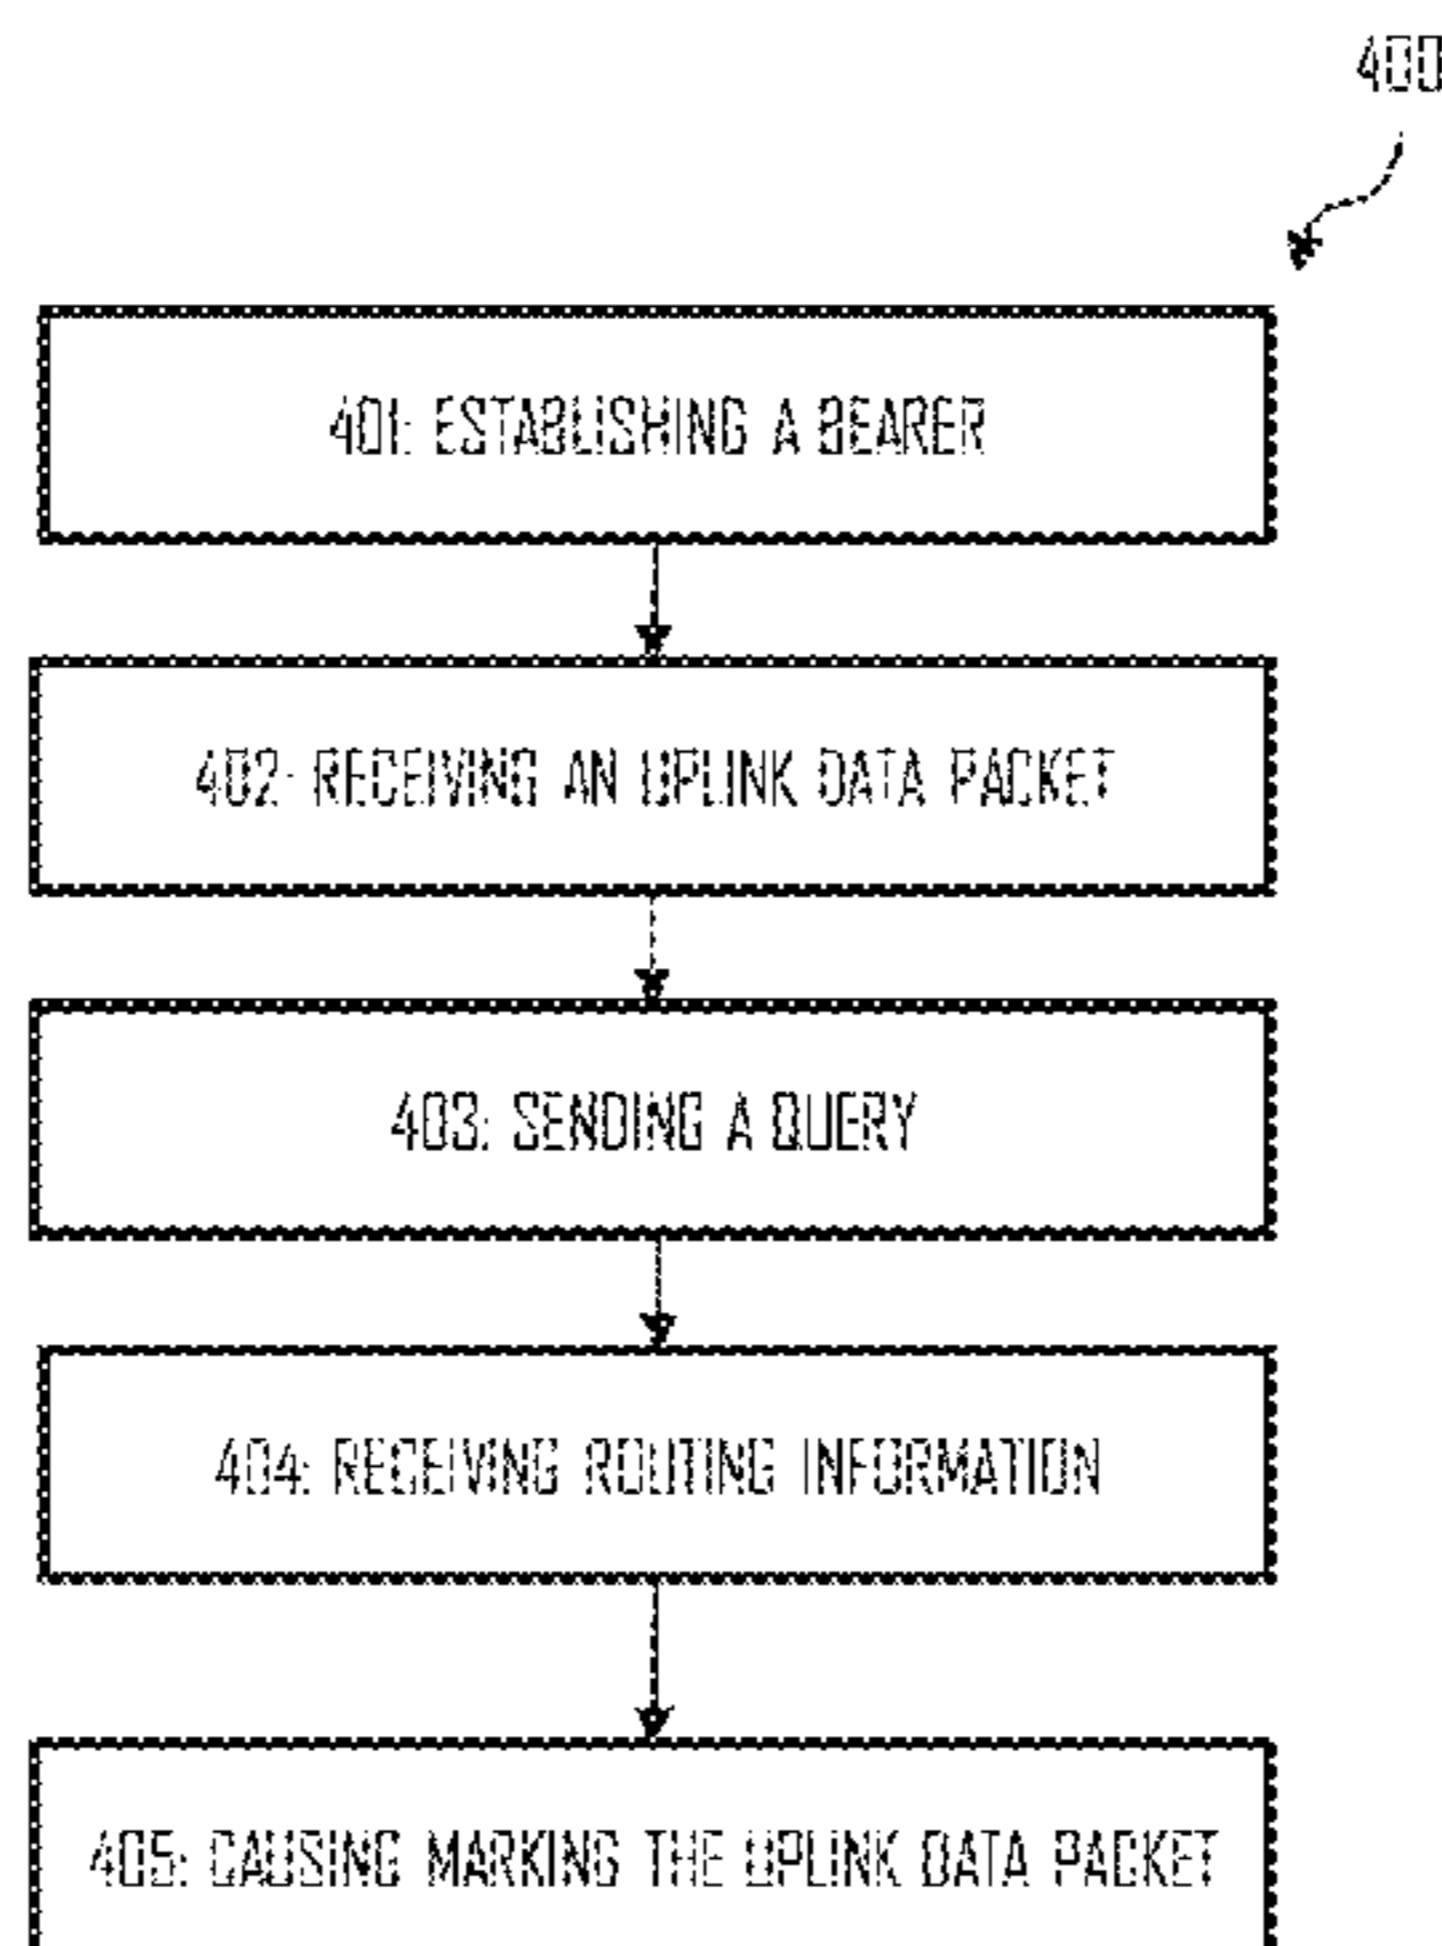 400
401: ESTABLISHING A BEARER
402: RECEIVING AN UPLINK DATA PACKET
403: SENDING A QUERY
404: RECEIVING ROUTING INFORMATION
405: CAUSING MARKING THE UPLINK DATA PACKET